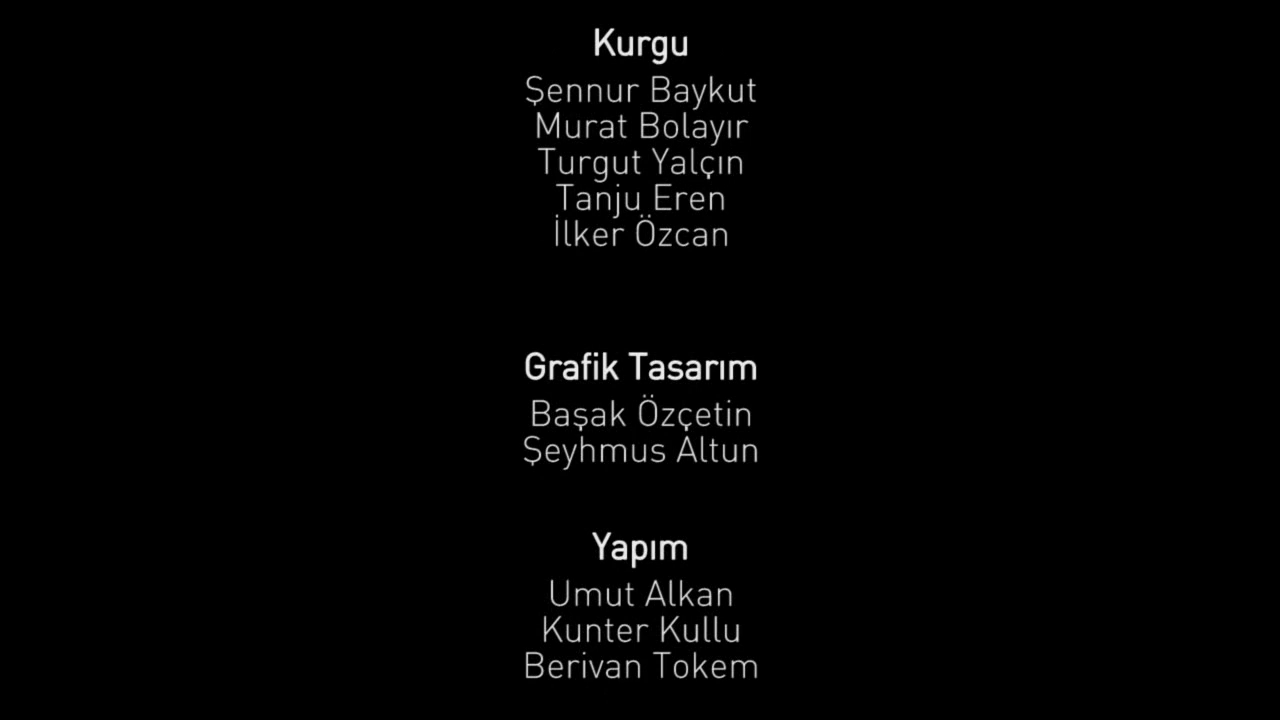 Kurgu
Şennur Baykut
Murat Bolayır
Turgut Yalçın
Tanju Eren
İlker Özcan
Grafik Tasarım
Başak Özçetin
Şeyhmus Altun
Yapım
Umut Alkan
Kunter Kullu
Berivan Tokem